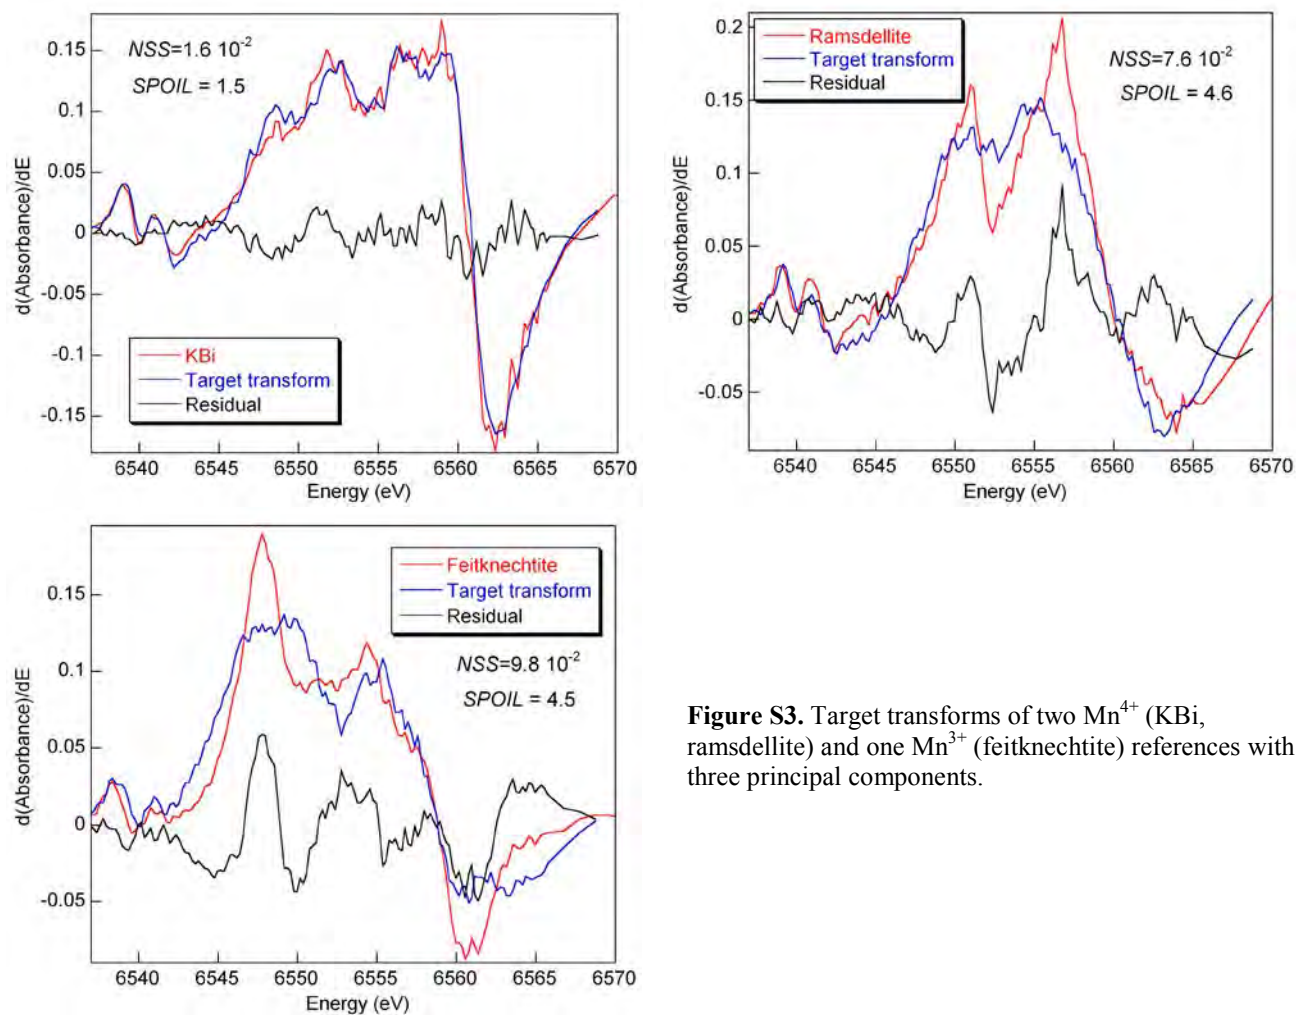 NSS=1.6 10⁻²
SPOIL = 1.5
0.15
0.1
0.05
0
-0.05
-0.1
-0.15
d(Absorbance)/dE
KBi
Target transform
Residual
6540 6545 6550 6555 6560 6565 6570
Energy (eV)
Ramsdellite
Target transform
Residual
NSS=7.6 10⁻²
SPOIL = 4.6
0.2
0.15
0.1
0.05
0
-0.05
d(Absorbance)/dE
6540 6545 6550 6555 6560 6565 6570
Energy (eV)
Feitknechtite
Target transform
Residual
NSS=9.8 10⁻²
SPOIL = 4.5
0.15
0.1
0.05
0
-0.05
d(Absorbance)/dE
6540 6545 6550 6555 6560 6565 6570
Energy (eV)
Figure S3. Target transforms of two Mn⁴⁺ (KBi,
ramsdellite) and one Mn³⁺ (feitknechtite) references with
three principal components.